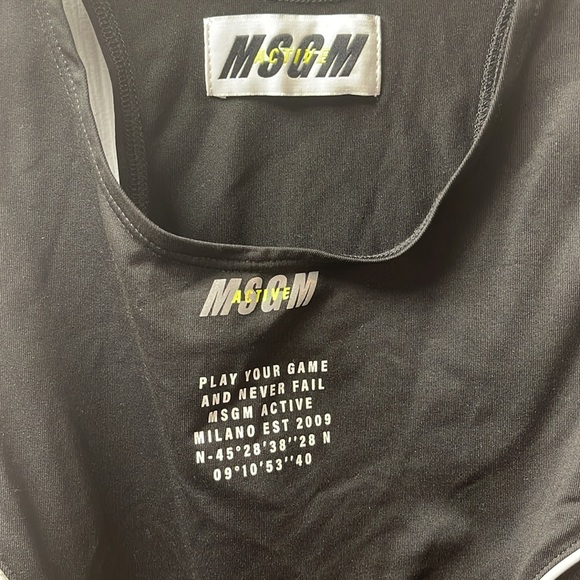 MSGM
ACTIVE
MSGM
ACTIVE
PLAY YOUR GAME
AND NEVER FAIL
MSGM ACTIVE
MILANO EST 2009
N-45°28'38''28 N
09°10'53''40